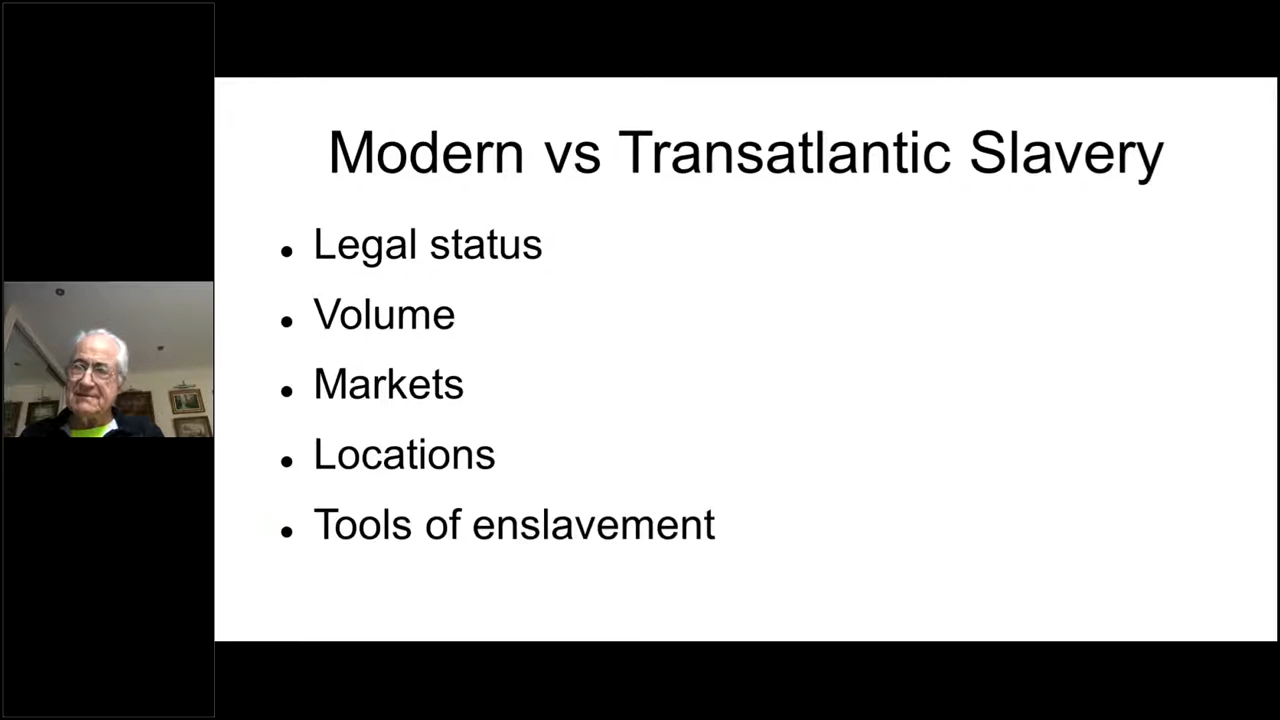 Modern vs Transatlantic Slavery
• Legal status
• Volume
• Markets
• Locations
• Tools of enslavement